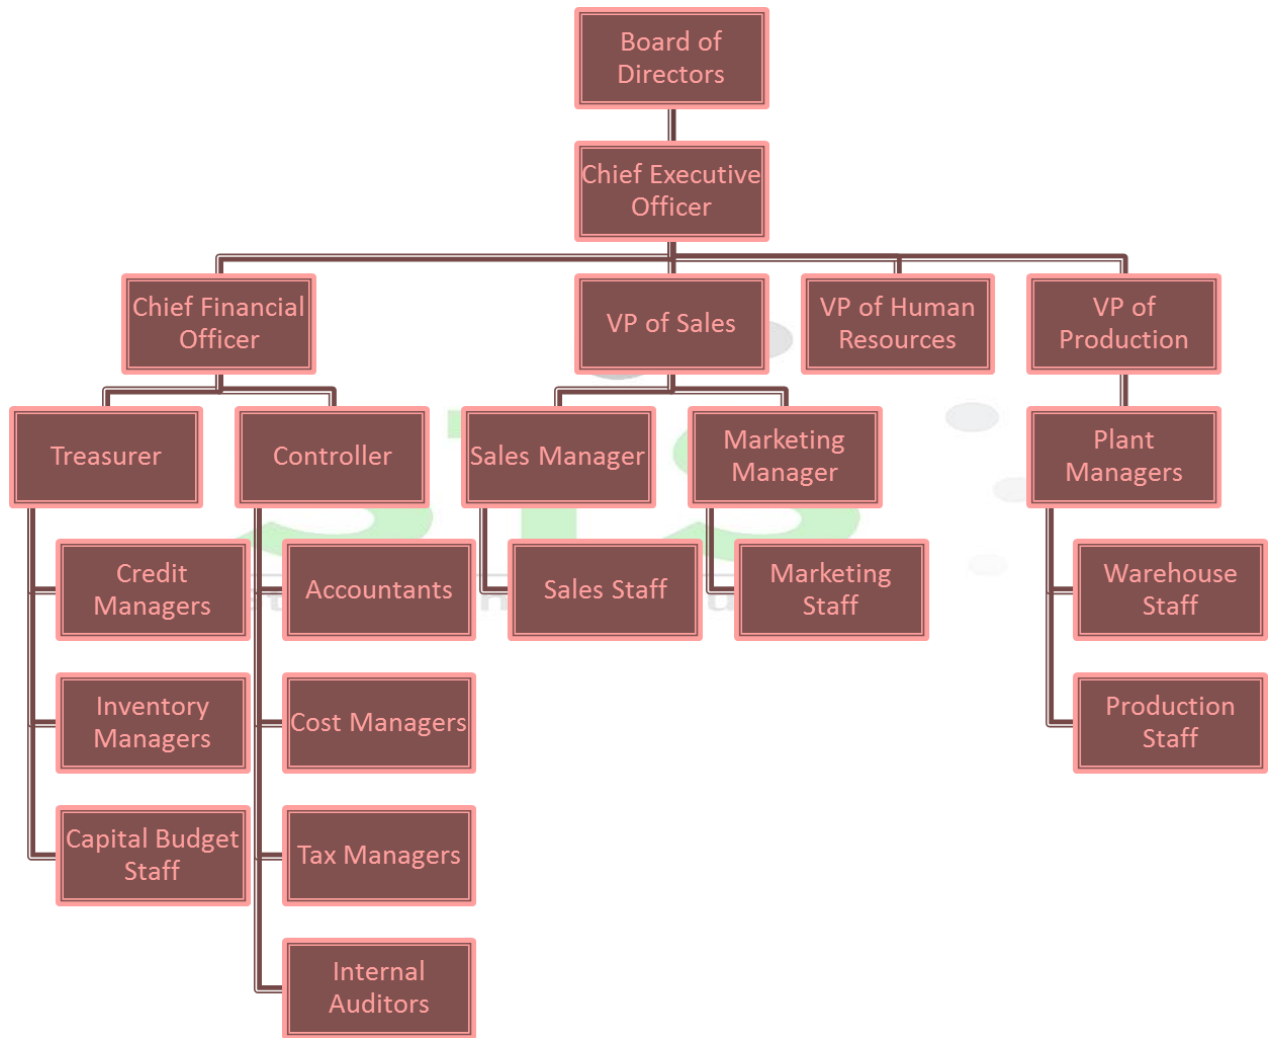 Board of
Directors
Chief Executive
Officer
Chief Financial
Officer
VP of Sales
VP of Human
Resources
VP of
Production
Treasurer
Controller
Sales Manager
Marketing
Manager
Plant
Managers
Credit
Managers
Accountants
Sales Staff
Marketing
Staff
Warehouse
Staff
Inventory
Managers
Cost Managers
Production
Staff
Capital Budget
Staff
Tax Managers
Internal
Auditors